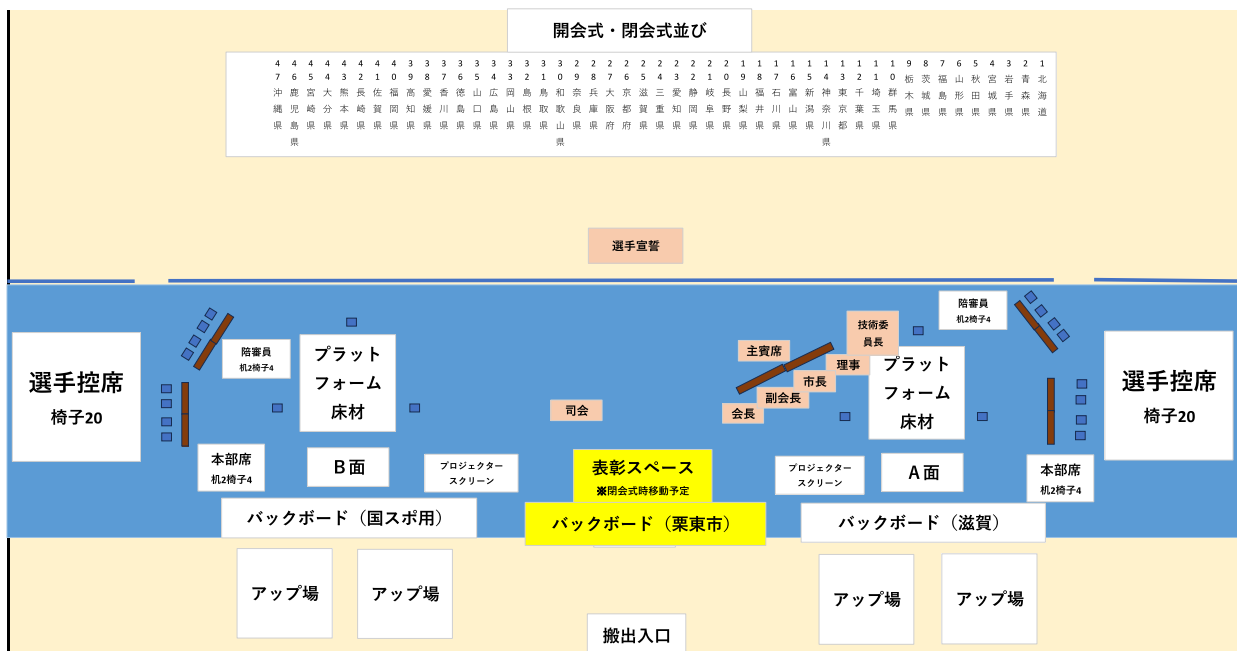 開会式・閉会式並び
47沖縄県
46鹿児島県
45宮崎県
44大分県
43熊本県
42長崎県
41佐賀県
40福岡県
39高知県
38愛媛県
37香川県
36徳島県
35山口県
34広島県
33岡山県
32島根県
31鳥取県
30和歌山県
29奈良県
28兵庫県
27大阪府
26京都府
25滋賀県
24三重県
23愛知県
22静岡県
21岐阜県
20長野県
19山梨県
18福井県
17石川県
16富山県
15新潟県
14神奈川県
13東京都
12千葉県
11埼玉県
10群馬県
9栃木県
8茨城県
7福島県
6山形県
5秋田県
4宮城県
3岩手県
2青森県
1北海道
選手宣誓
選手控席
椅子20
陪審員
机2椅子4
プラット
フォーム
床材
本部席
机2椅子4
B面
プロジェクター
スクリーン
司会
主賓席
技術委
員長
理事
市長
副会長
会長
プラット
フォーム
床材
陪審員
机2椅子4
選手控席
椅子20
表彰スペース
※閉会式時移動予定
プロジェクター
スクリーン
A面
本部席
机2椅子4
バックボード（国スポ用）
バックボード（栗東市）
バックボード（滋賀）
アップ場
アップ場
アップ場
アップ場
搬出入口